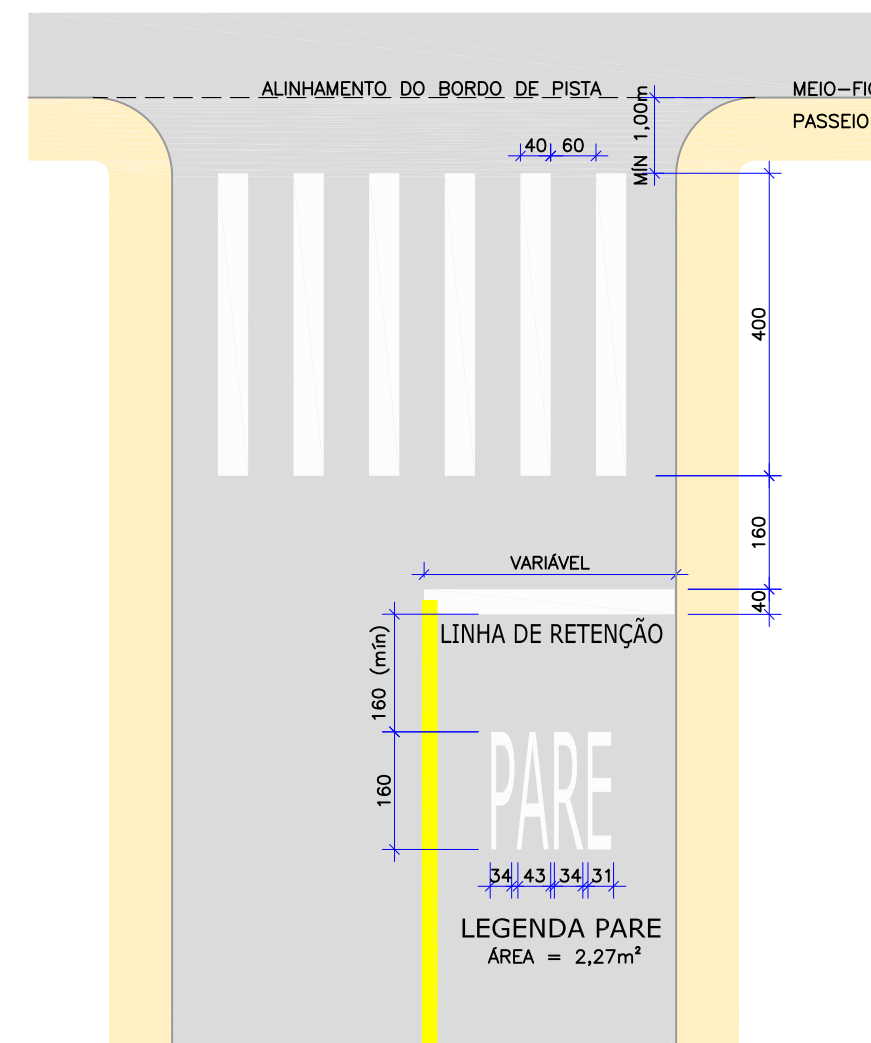 ALINHAMENTO DO BORDO DE PISTA
MEIO-FIO
PASSEIO
MÍN 1,00m
40 60
400
160
VARIÁVEL
40
LINHA DE RETENÇÃO
160 (mín)
PARE
160
34 43 34 31
LEGENDA PARE
ÁREA = 2,27m²